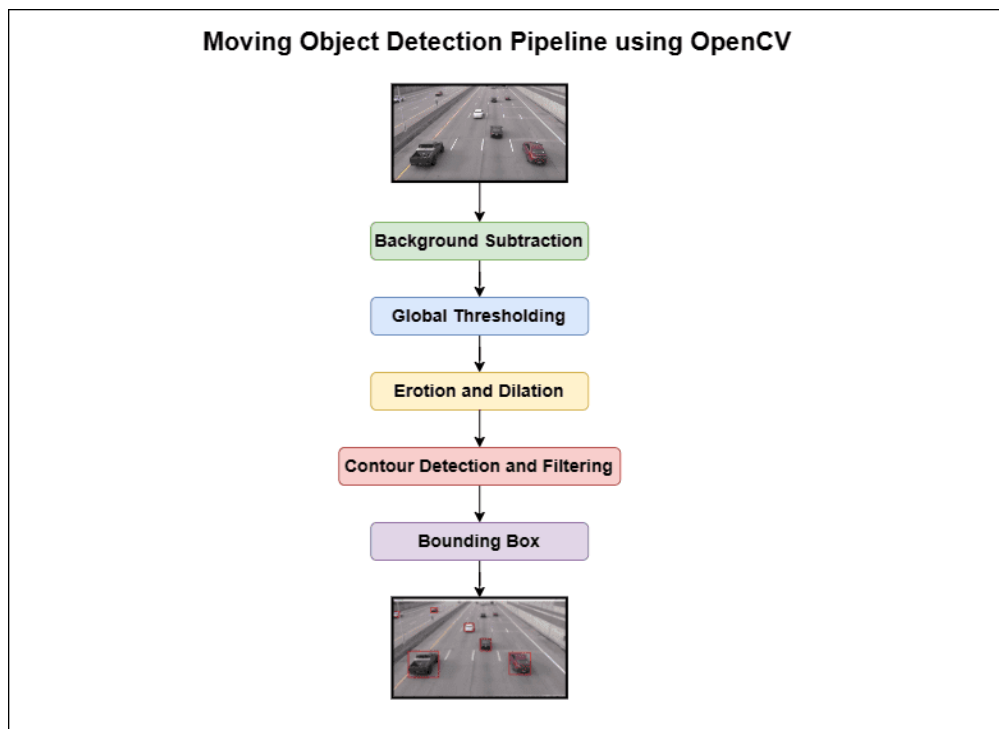 Moving Object Detection Pipeline using OpenCV
Background Subtraction
Global Thresholding
Erotion and Dilation
Contour Detection and Filtering
Bounding Box